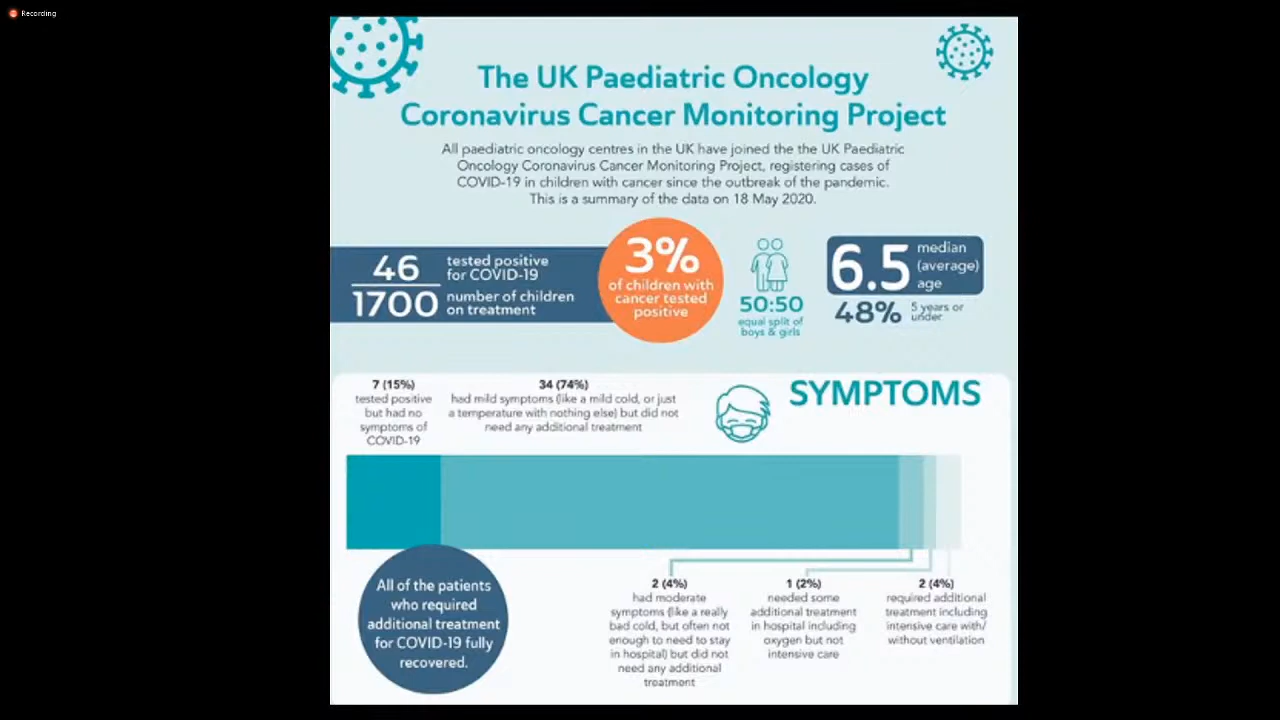 Recording
The UK Paediatric Oncology
Coronavirus Cancer Monitoring Project
All paediatric oncology centres in the UK have joined the the UK Paediatric
Oncology Coronavirus Cancer Monitoring Project, registering cases of
COVID-19 in children with cancer since the outbreak of the pandemic.
This is a summary of the data on 18 May 2020.
46
tested positive
for COVID-19
1700
number of children
on treatment
3%
of children with
cancer tested
positive
50:50
equal split of
boys & girls
6.5
median
(average)
age
48%
5 years or
under
7 (15%)
tested positive
but had no
symptoms of
COVID-19
34 (74%)
had mild symptoms (like a mild cold, or just
a temperature with nothing else) but did not
need any additional treatment
SYMPTOMS
All of the patients
who required
additional treatment
for COVID-19 fully
recovered.
2 (4%)
had moderate
symptoms (like a really
bad cold, but often not
enough to need to stay
in hospital) but did not
need any additional
treatment
1 (2%)
needed some
additional treatment
in hospital including
oxygen but not
intensive care
2 (4%)
required additional
treatment including
intensive care with/
without ventilation